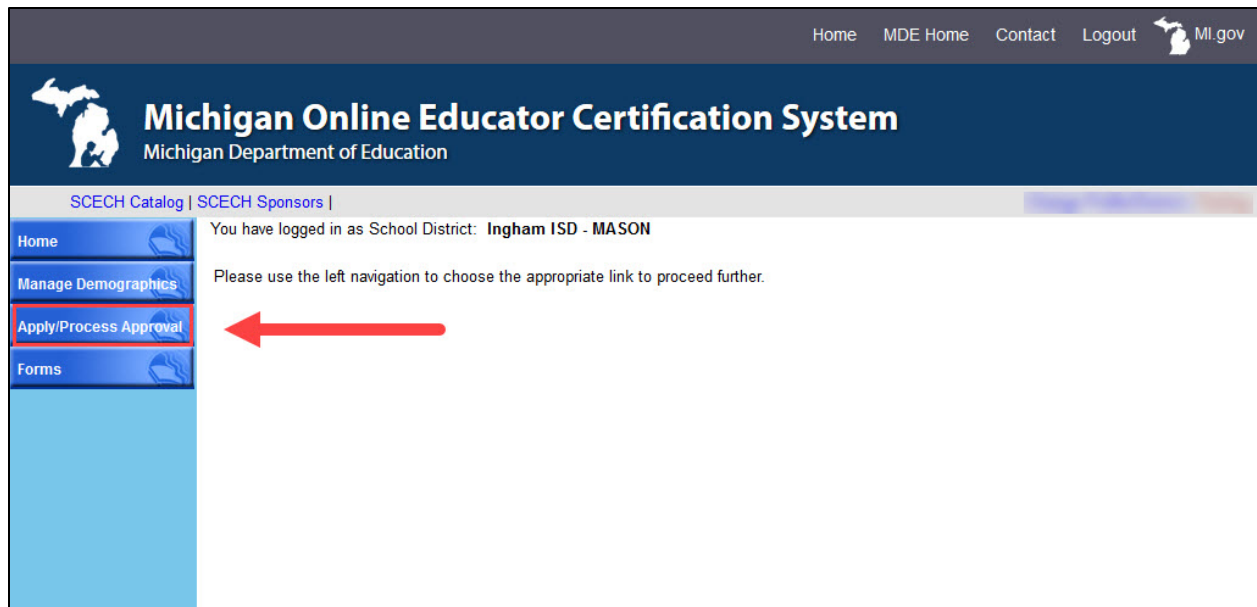 Home MDE Home Contact Logout MI.gov
Michigan Online Educator Certification System
Michigan Department of Education
SCECH Catalog | SCECH Sponsors |
You have logged in as School District: Ingham ISD - MASON
Please use the left navigation to choose the appropriate link to proceed further.
Home
Manage Demographics
Apply/Process Approval
Forms